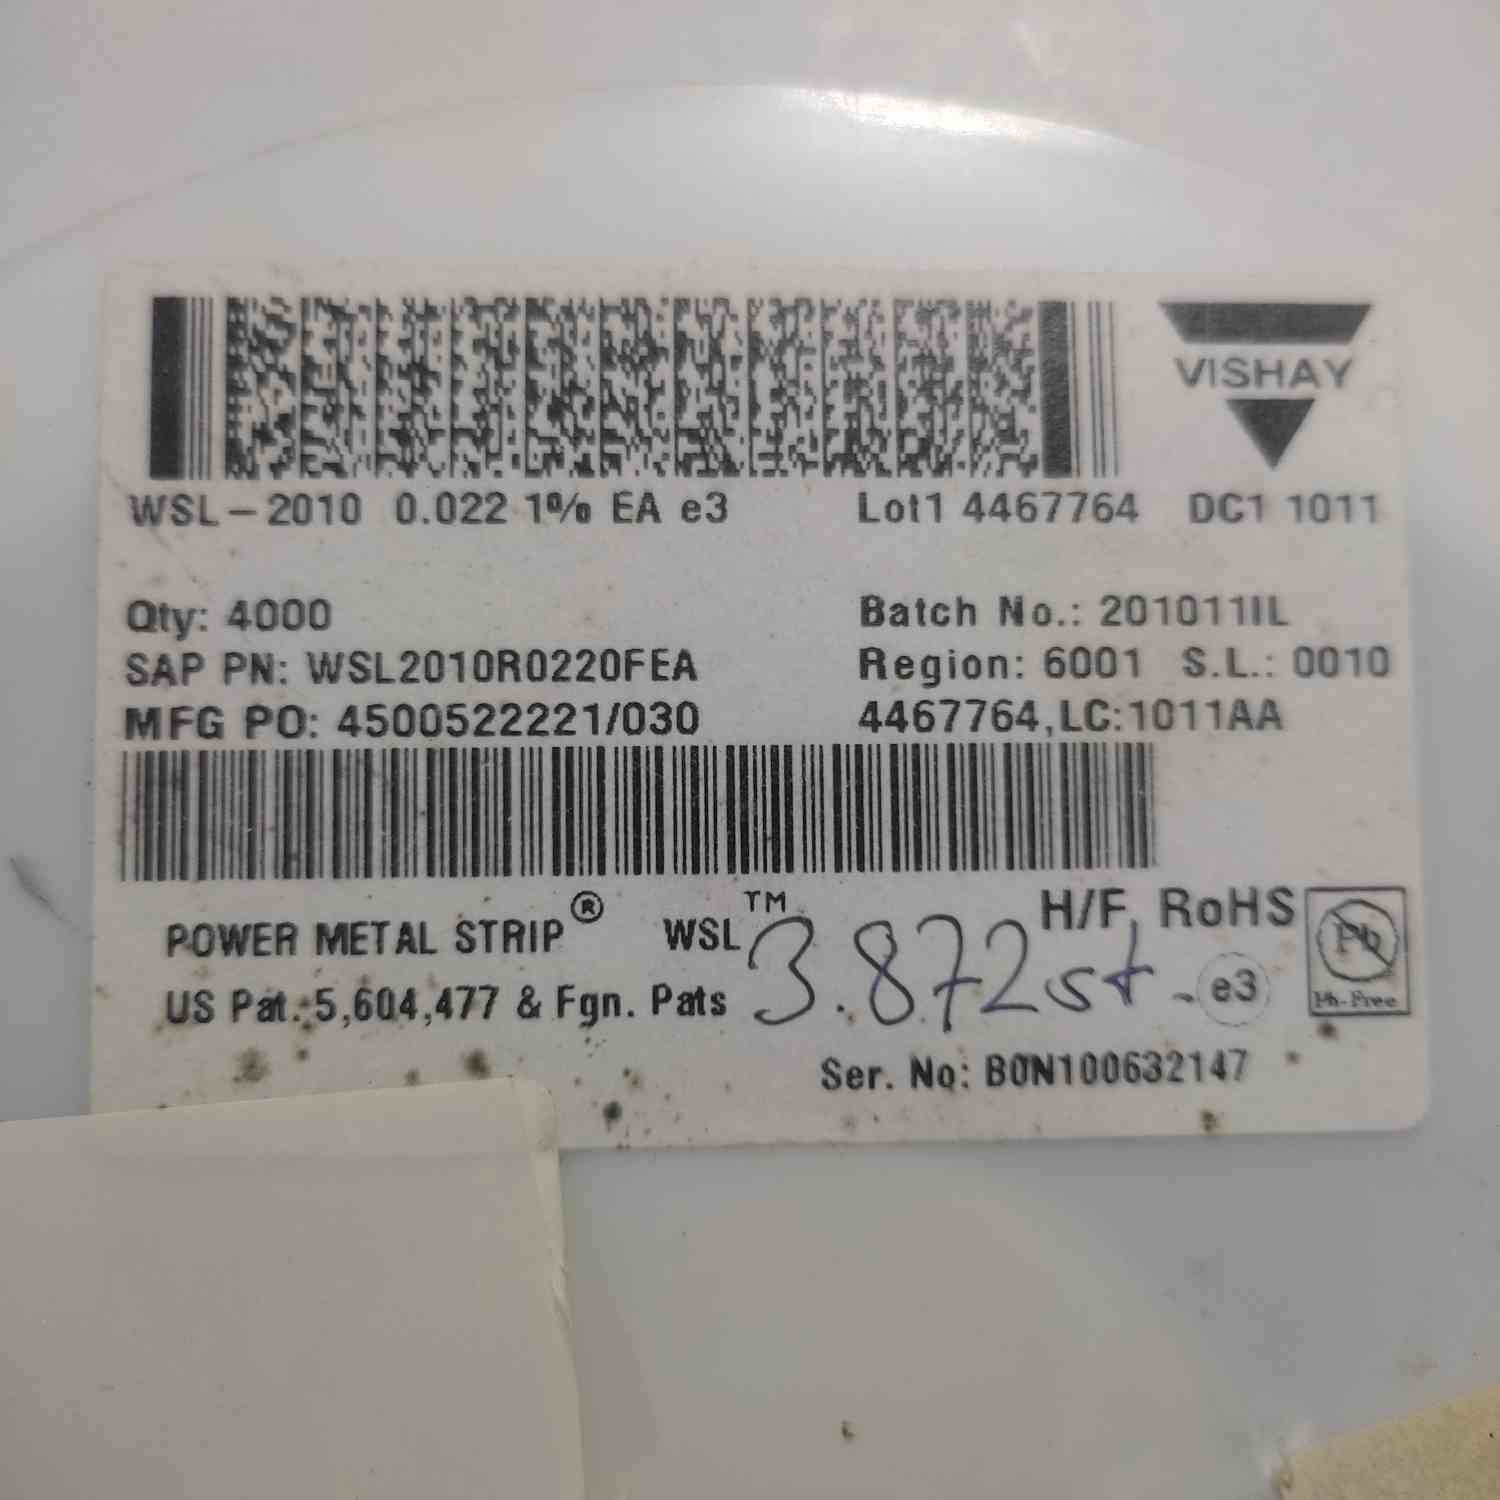 VISHAY
WSL-2010 0.022 1% EA e3 Lot1 4467764 DC1 1011
Qty: 4000 Batch No.: 201011IL
SAP PN: WSL2010R0220FEA Region: 6001 S.L.: 0010
MFG PO: 4500522221/030 4467764,LC:1011AA
POWER METAL STRIP® WSL™ H/F, RoHS Pb
US Pat.:5,604,477 & Fgn. Pats 3.872st e3 Pb-Free
Ser. No: B0N100632147